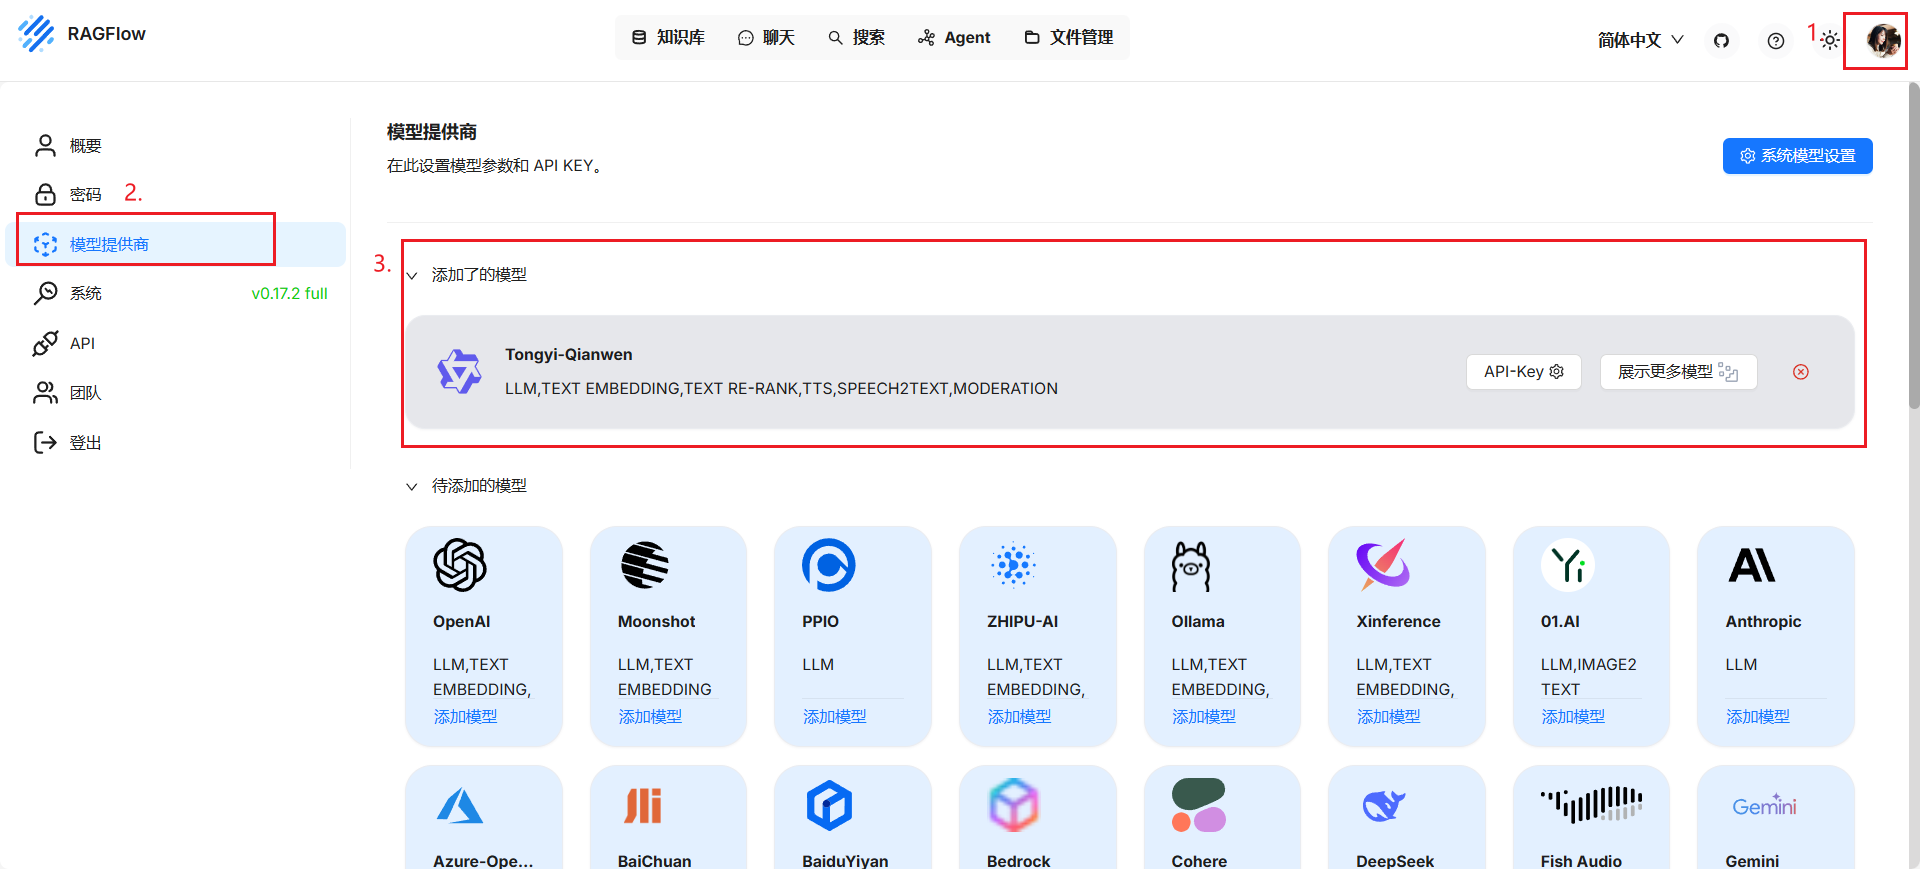 RAGFlow
知识库 聊天 搜索 Agent 文件管理
简体中文
1
概要
密码 2.
模型提供商
系统 v0.17.2 full
API
团队
登出
模型提供商
在此设置模型参数和 API KEY。
系统模型设置
3.
添加了的模型
Tongyi-Qianwen
LLM,TEXT EMBEDDING,TEXT RE-RANK,TTS,SPEECH2TEXT,MODERATION
API-Key 展示更多模型
待添加的模型
OpenAI
LLM,TEXT
EMBEDDING,
添加模型
Moonshot
LLM,TEXT
EMBEDDING
添加模型
PPIO
LLM
添加模型
ZHIPU-AI
LLM,TEXT
EMBEDDING,
添加模型
Ollama
LLM,TEXT
EMBEDDING,
添加模型
Xinference
LLM,TEXT
EMBEDDING,
添加模型
Yi
01.AI
LLM,IMAGE2
TEXT
添加模型
Anthropic
LLM
添加模型
Azure-Ope...
BaiChuan
BaiduYiyan
Bedrock
Cohere
DeepSeek
Fish Audio
Gemini
Gemini